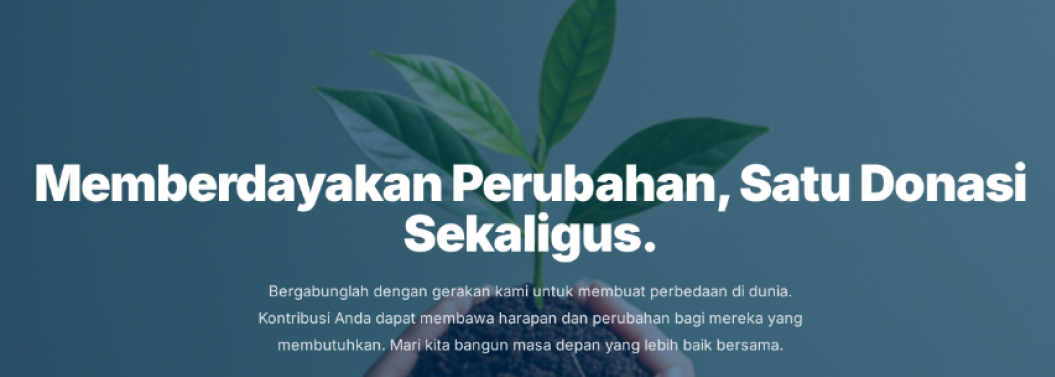 Memberdayakan Perubahan, Satu Donasi
Sekaligus.
Bergabunglah dengan gerakan kami untuk membuat perbedaan di dunia.
Kontribusi Anda dapat membawa harapan dan perubahan bagi mereka yang
membutuhkan. Mari kita bangun masa depan yang lebih baik bersama.